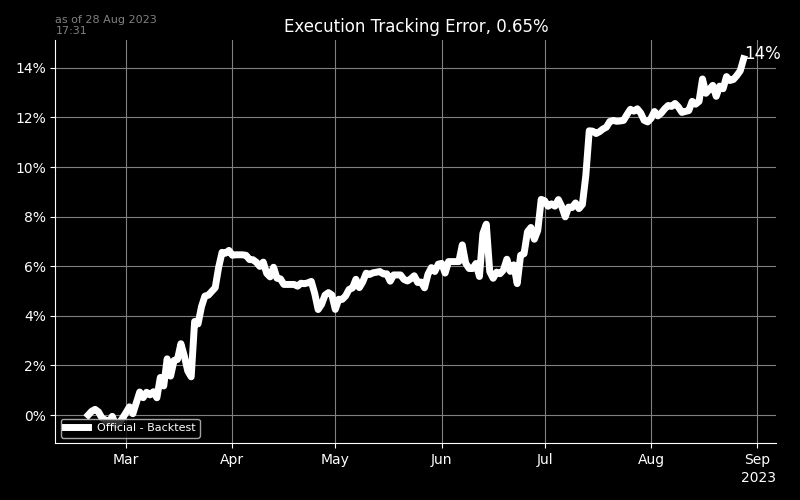 as of 28 Aug 2023
17:31
Execution Tracking Error, 0.65%
14%
14%
12%
10%
8%
6%
4%
2%
0%
Official - Backtest
Mar
Apr
May
Jun
Jul
Aug
Sep
2023